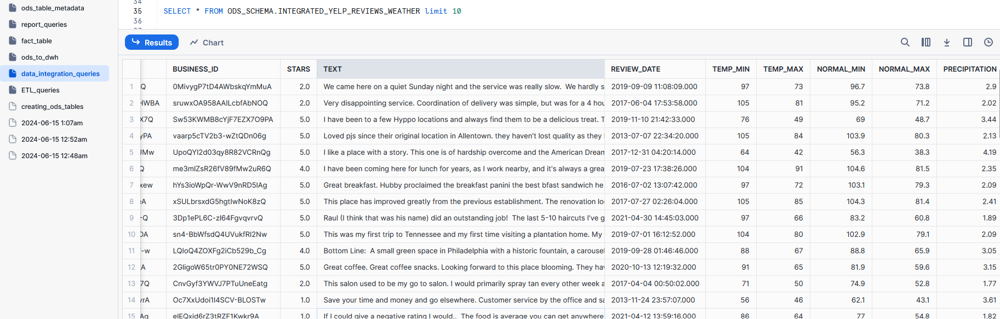 ods_table_metadata
report_queries
fact_table
ods_to_dwh
data_integration_queries
ETL_queries
creating_ods_tables
2024-06-15 1:07am
2024-06-15 12:52am
2024-06-15 12:48am
34
35 SELECT * FROM ODS_SCHEMA.INTEGRATED_YELP_REVIEWS_WEATHER limit 10
36
37
Results Chart
BUSINESS_ID STARS TEXT REVIEW_DATE TEMP_MIN TEMP_MAX NORMAL_MIN NORMAL_MAX PRECIPITATION
1 Q 0MivygP7tD4AWbskqYmMuA 2.0 We came here on a quiet Sunday night and the service was really slow. We hardly s 2019-09-09 11:08:09.000 97 73 96.7 73.8 2.9
2 HWBA sruwxOA958AAILcbfAbNOQ 2.0 Very disappointing service. Coordination of delivery was simple, but was for a 4 hou 2017-06-04 17:53:58.000 105 81 95.2 71.2 2.02
3 X7Q Sw53KWMB8cYjF7EZX7O9PA 5.0 I have been to a few Hyppo locations and always find them to be a delicious treat. T 2019-11-10 21:42:33.000 76 49 69 48.7 3.44
4 yPA vaarp5cTV2b3-wZtQDn06g 5.0 Loved pjs since their original location in Allentown. they haven't lost quality as they 2013-07-07 22:34:20.000 105 84 103.9 80.3 2.13
5 JMw UpoQYI2d03qy8R82VCRnQg 5.0 I like a place with a story. This one is of hardship overcome and the American Dream 2017-12-31 04:20:14.000 64 42 56.3 38.3 4.19
6 Q me3mIZsR26fV89fMw2uR6Q 4.0 I have been coming here for lunch for years, as I work nearby, and it's always a grea 2019-07-23 17:38:26.000 104 91 104.6 81.5 2.35
7 xew hYs3ioWpQr-WwV9nRD5IAg 5.0 Great breakfast. Hubby proclaimed the breakfast panini the best bfast sandwich he 2016-07-02 13:07:42.000 97 72 103.1 79.3 2.09
8 eA xSULbrsxdG5hgtIwNoK8zQ 5.0 This place has improved greatly from the previous establishment. The renovation lo 2017-07-27 02:26:04.000 105 85 104.3 81.4 2.41
9 -Q 3Dp1ePL6C-zl64FgvqvrvQ 5.0 Raul (I think that was his name) did an outstanding job! The last 5-10 haircuts I've g 2021-04-30 14:45:03.000 97 66 83.2 60.8 1.89
10 DA sn4-BbWfsdQ4UVukfRI2Nw 5.0 This was my first trip to Tennessee and my first time visiting a plantation home. My 2019-07-01 16:12:52.000 104 80 102.9 79.1 2.09
11 -w LQIoQ4ZOXFg2iCb529b_Cg 4.0 Bottom Line: A small green space in Philadelphia with a historic fountain, a carousel 2019-09-28 01:46:46.000 88 67 88.8 65.9 3.05
12 A 2GIigoW65tr0PY0NE72WSQ 5.0 Great coffee. Great coffee snacks. Looking forward to this place blooming. They hav 2020-10-13 12:19:32.000 91 65 81.9 59.6 3.15
13 7Q CnvGyf3YWVJ7PTuUneEatg 2.0 This salon used to be my go to salon. I would primarily spray tan every other week a 2017-04-04 00:50:02.000 71 50 74.9 52.8 1.77
14 vrA Oc7XxUdoi1I4SCV-BLOSTw 1.0 Save your time and money and go elsewhere. Customer service by the office and sa 2013-11-24 23:57:07.000 56 46 62.1 43.1 3.61
15 Ag elEQxid6rZ3tRZF1Kwkr9A 1.0 If I could give a negative rating I would.. The food is average you can get anywhere 2021-04-12 13:59:16.000 86 64 77 54.8 1.82